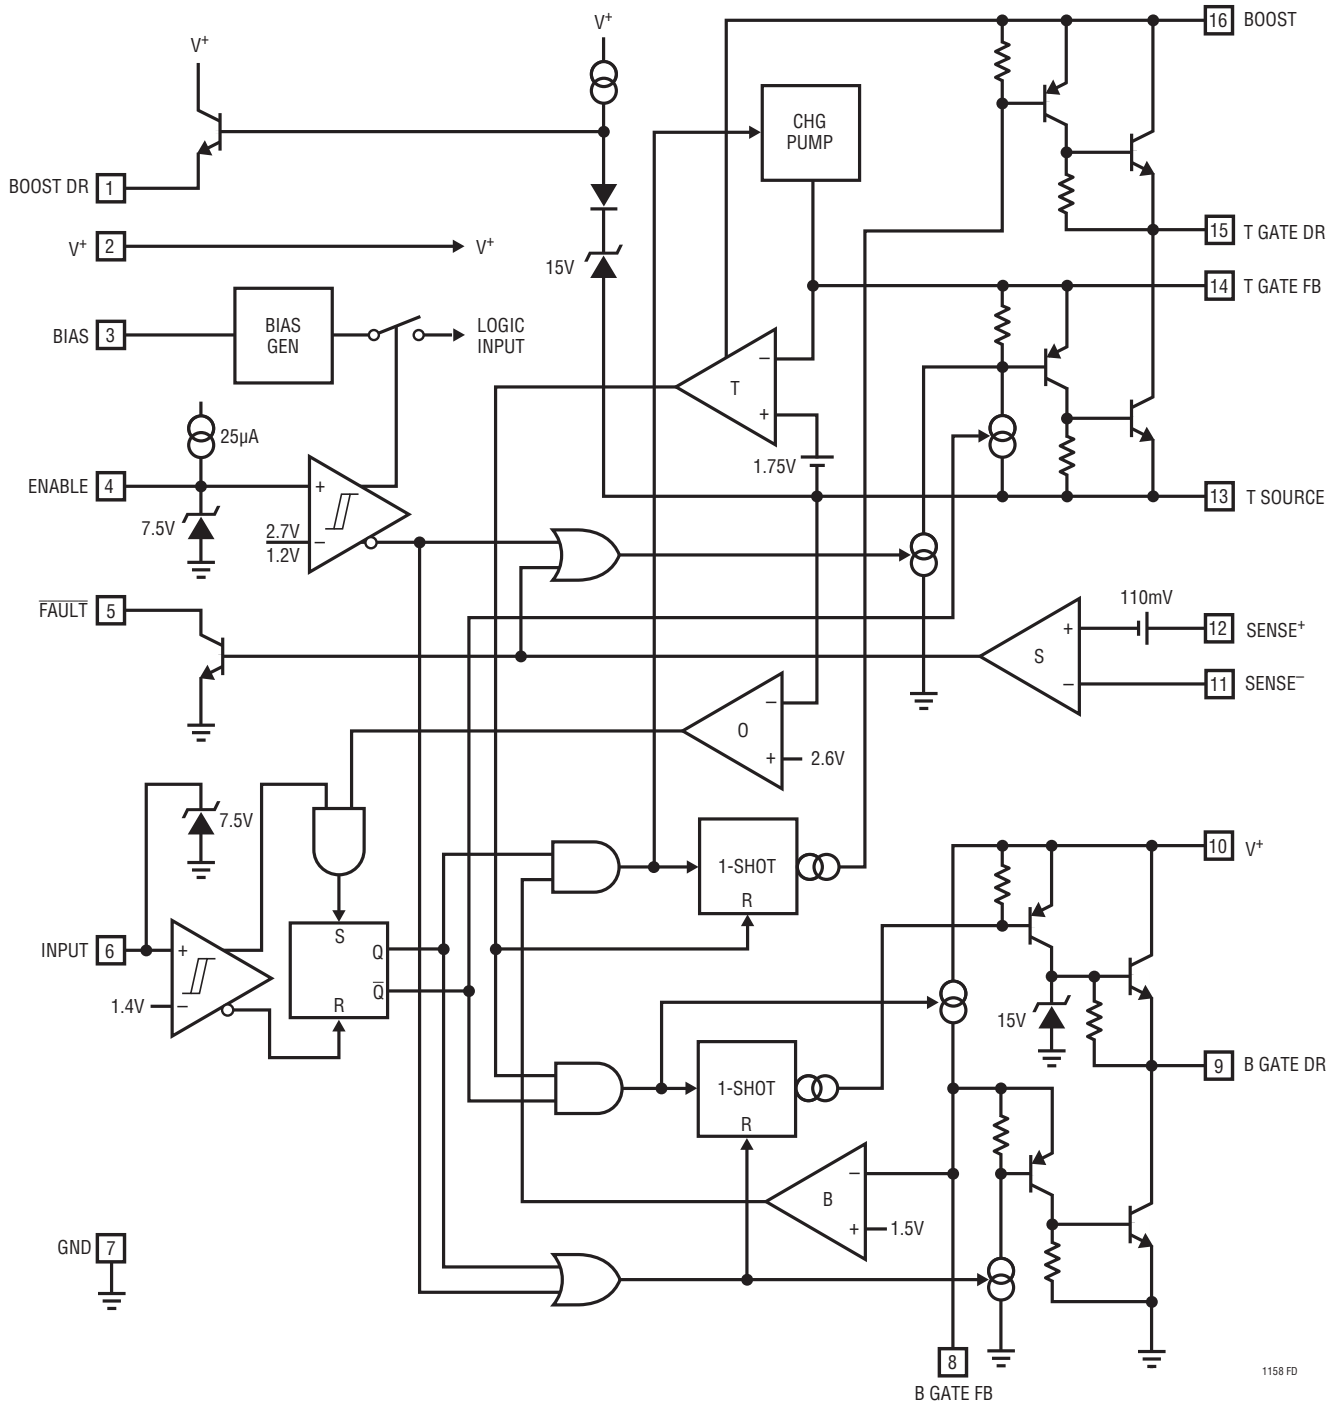 V+
V+
16 BOOST
CHG
PUMP
BOOST DR 1
15 T GATE DR
V+ 2 V+
15V
14 T GATE FB
BIAS 3
BIAS
GEN
LOGIC
INPUT
−
T
+
25µA
1.75V
ENABLE 4
+
13 T SOURCE
7.5V
2.7V
−
1.2V
110mV
FAULT 5
+
12 SENSE+
S
−
11 SENSE−
−
O
+
2.6V
7.5V
10 V+
1-SHOT
R
INPUT 6
+
S
Q
Q
R
1.4V
−
15V
9 B GATE DR
1-SHOT
R
−
B
+
1.5V
GND 7
8
B GATE FB
1158 FD